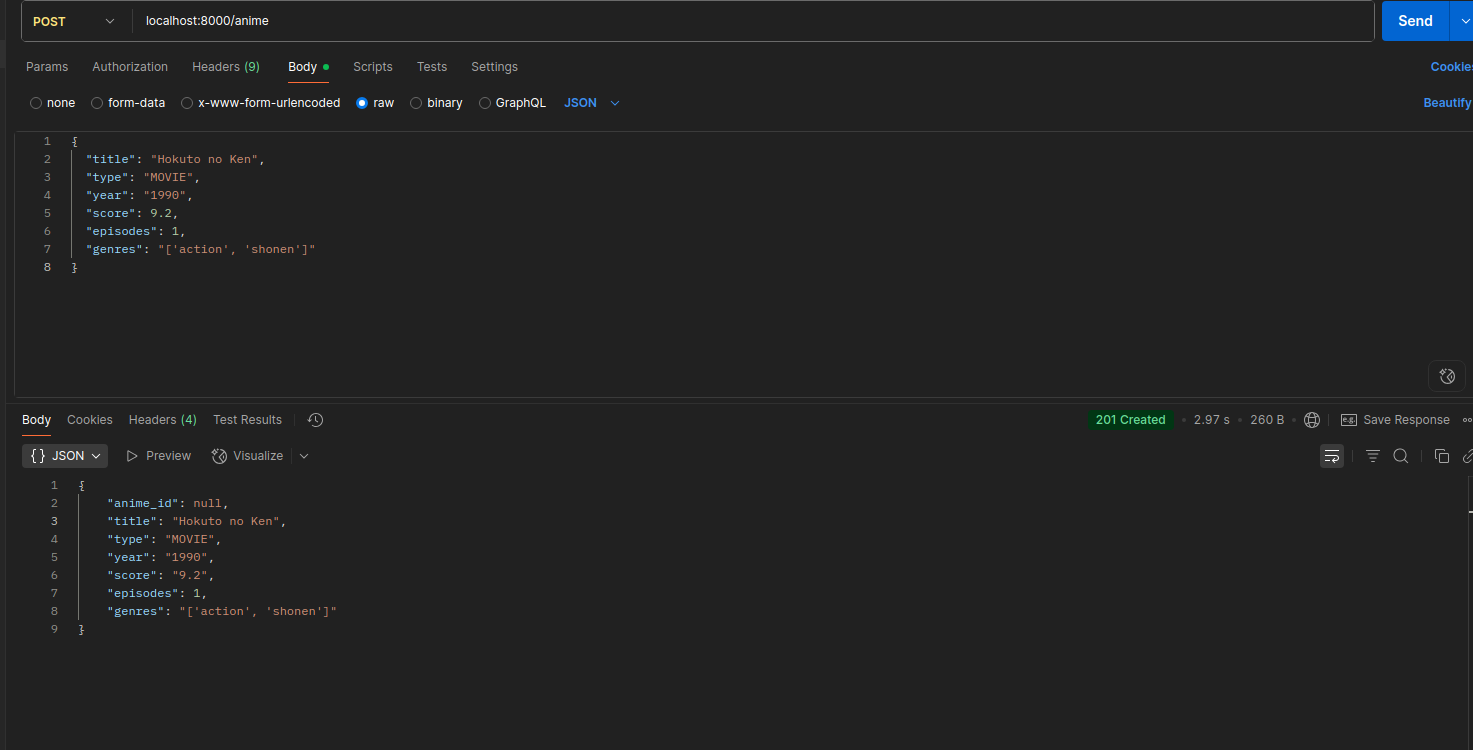 POST localhost:8000/anime Send
Params Authorization Headers (9) Body Scripts Tests Settings Cookies
none form-data x-www-form-urlencoded raw binary GraphQL JSON Beautify
1 {
2 "title": "Hokuto no Ken",
3 "type": "MOVIE",
4 "year": "1990",
5 "score": 9.2,
6 "episodes": 1,
7 "genres": "['action', 'shonen']"
8 }
Body Cookies Headers (4) Test Results 201 Created • 2.97 s • 260 B • e.g. Save Response
{} JSON Preview Visualize
1 {
2 "anime_id": null,
3 "title": "Hokuto no Ken",
4 "type": "MOVIE",
5 "year": "1990",
6 "score": "9.2",
7 "episodes": 1,
8 "genres": "['action', 'shonen']"
9 }